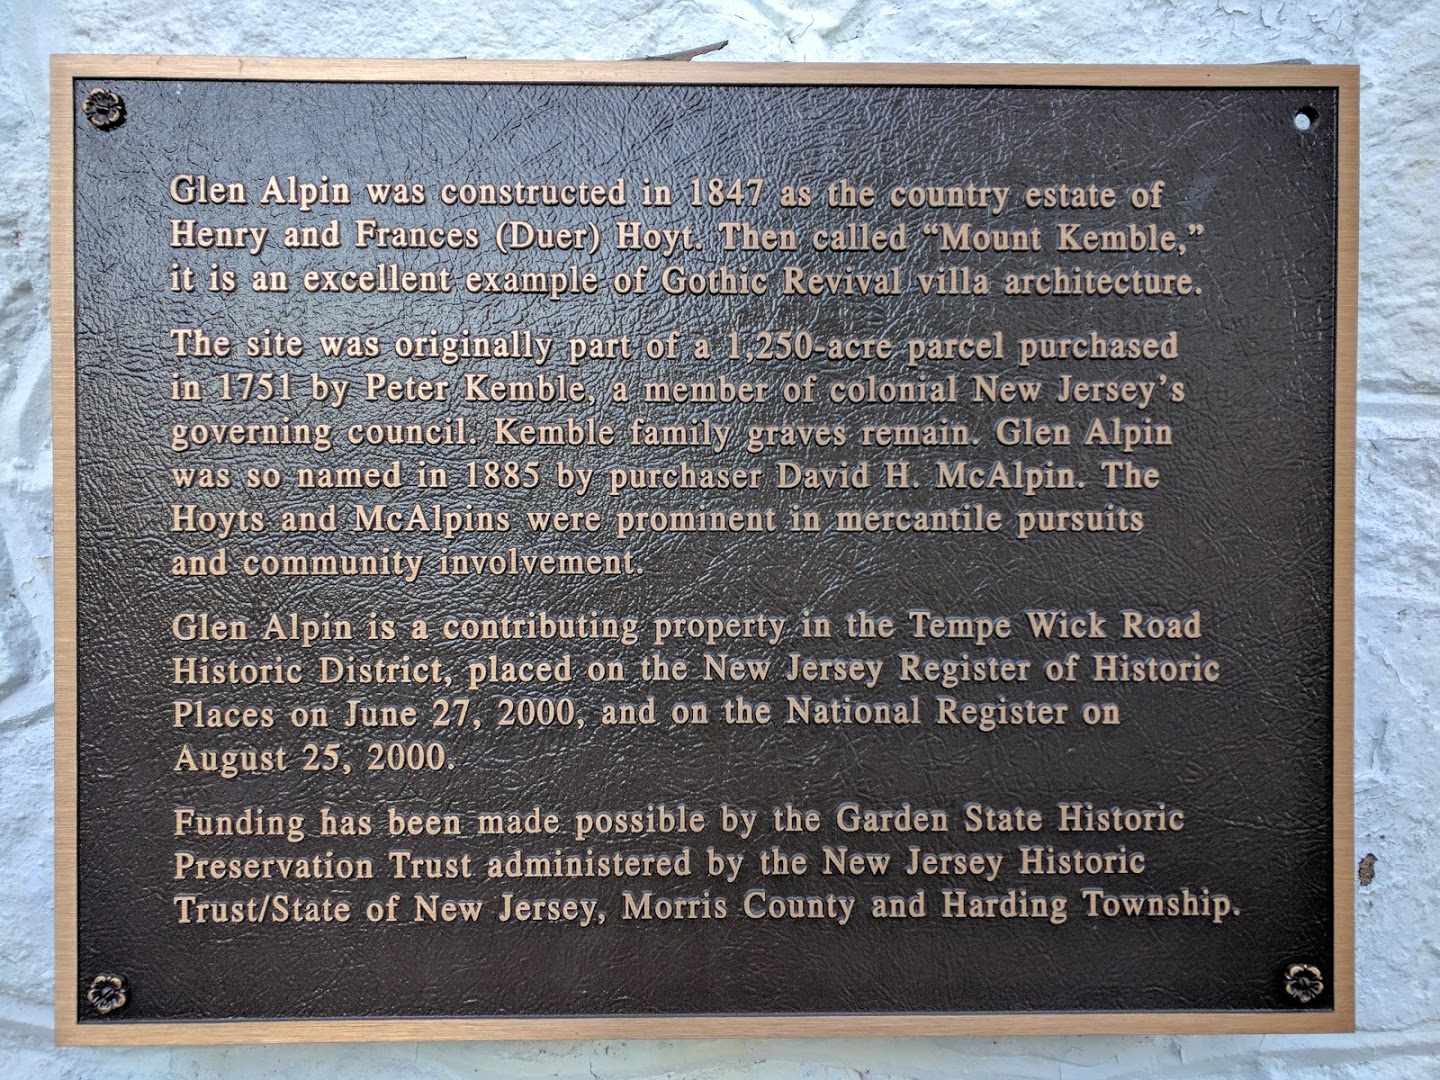 Glen Alpin was constructed in 1847 as the country estate of
Henry and Frances (Duer) Hoyt. Then called “Mount Kemble,”
it is an excellent example of Gothic Revival villa architecture.
The site was originally part of a 1,250-acre parcel purchased
in 1751 by Peter Kemble, a member of colonial New Jersey’s
governing council. Kemble family graves remain. Glen Alpin
was so named in 1885 by purchaser David H. McAlpin. The
Hoyts and McAlpins were prominent in mercantile pursuits
and community involvement.
Glen Alpin is a contributing property in the Tempe Wick Road
Historic District, placed on the New Jersey Register of Historic
Places on June 27, 2000, and on the National Register on
August 25, 2000.
Funding has been made possible by the Garden State Historic
Preservation Trust administered by the New Jersey Historic
Trust/State of New Jersey, Morris County and Harding Township.